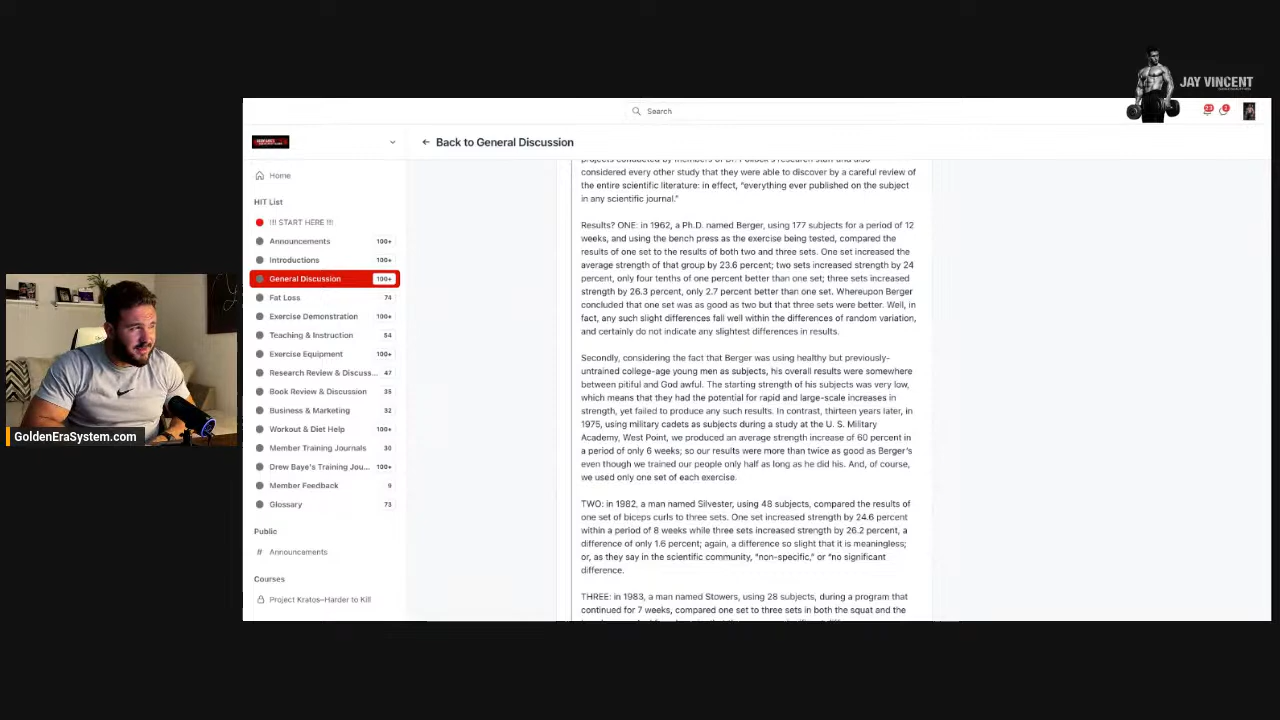 JAY VINCENT
Search
23
Back to General Discussion
Home
HIT List
!!! START HERE !!!
Announcements 100+
Introductions 100+
General Discussion 100+
Fat Loss 74
Exercise Demonstration 100+
Teaching & Instruction 54
Exercise Equipment 100+
Research Review & Discuss... 47
Book Review & Discussion 35
Business & Marketing 32
Workout & Diet Help 100+
Member Training Journals 30
Drew Baye's Training Jou... 100+
Member Feedback 9
Glossary 73
Public
# Announcements
Courses
Project Kratos–Harder to Kill
GoldenEraSystem.com
projects conducted by members of Dr. Pollock's research staff and also
considered every other study that they were able to discover by a careful review of
the entire scientific literature: in effect, "everything ever published on the subject
in any scientific journal."
Results? ONE: in 1962, a Ph.D. named Berger, using 177 subjects for a period of 12
weeks, and using the bench press as the exercise being tested, compared the
results of one set to the results of both two and three sets. One set increased the
average strength of that group by 23.6 percent; two sets increased strength by 24
percent, only four tenths of one percent better than one set; three sets increased
strength by 26.3 percent, only 2.7 percent better than one set. Whereupon Berger
concluded that one set was as good as two but that three sets were better. Well, in
fact, any such slight differences fall well within the differences of random variation,
and certainly do not indicate any slightest differences in results.
Secondly, considering the fact that Berger was using healthy but previously-
untrained college-age young men as subjects, his overall results were somewhere
between pitiful and God awful. The starting strength of his subjects was very low,
which means that they had the potential for rapid and large-scale increases in
strength, yet failed to produce any such results. In contrast, thirteen years later, in
1975, using military cadets as subjects during a study at the U. S. Military
Academy, West Point, we produced an average strength increase of 60 percent in
a period of only 6 weeks; so our results were more than twice as good as Berger's
even though we trained our people only half as long as he did his. And, of course,
we used only one set of each exercise.
TWO: in 1982, a man named Silvester, using 48 subjects, compared the results of
one set of biceps curls to three sets. One set increased strength by 24.6 percent
within a period of 8 weeks while three sets increased strength by 26.2 percent, a
difference of only 1.6 percent; again, a difference so slight that it is meaningless;
or, as they say in the scientific community, "non-specific," or "no significant
difference.
THREE: in 1983, a man named Stowers, using 28 subjects, during a program that
continued for 7 weeks, compared one set to three sets in both the squat and the